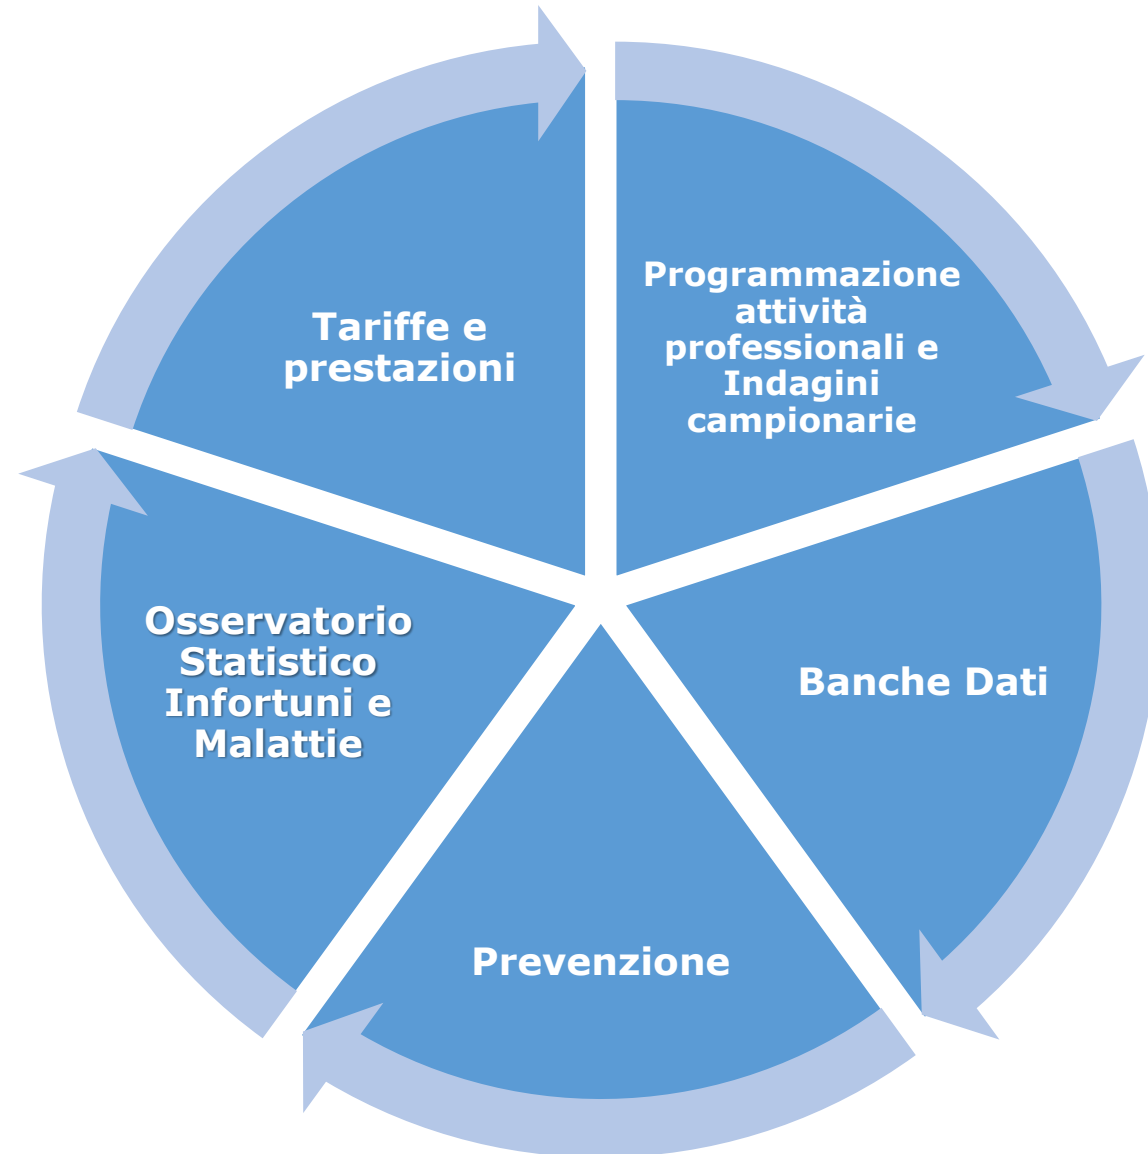 Programmazione
attività
professionali e
Indagini
campionarie
Banche Dati
Prevenzione
Osservatorio
Statistico
Infortuni e
Malattie
Tariffe e
prestazioni